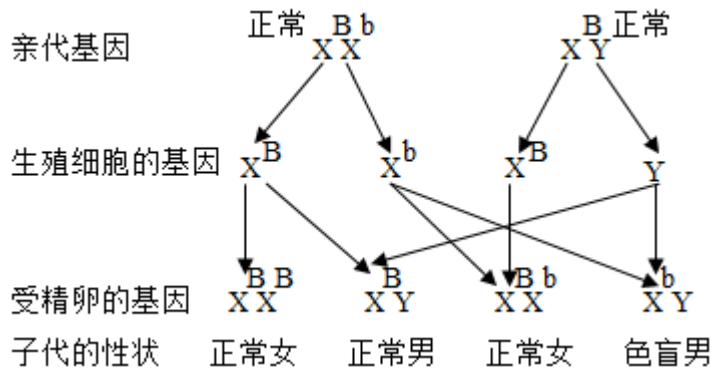 亲代基因 正常 X^B X^b X^B Y 正常
生殖细胞的基因 X^B X^b X^B Y
受精卵的基因 X^B X^B X^B Y X^B X^b X^b Y
子代的性状 正常女 正常男 正常女 色盲男